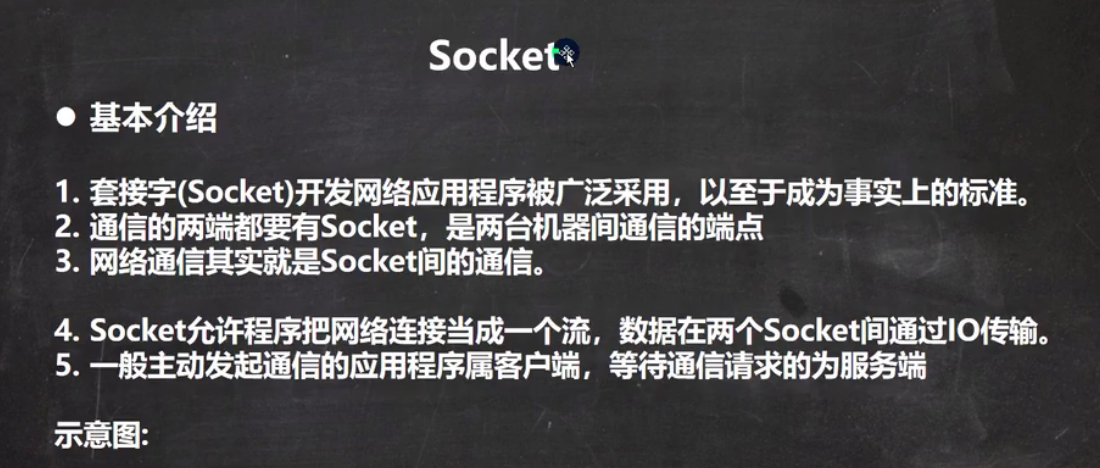 Socket
● 基本介绍
1. 套接字(Socket)开发网络应用程序被广泛采用，以至于成为事实上的标准。
2. 通信的两端都要有Socket，是两台机器间通信的端点
3. 网络通信其实就是Socket间的通信。
4. Socket允许程序把网络连接当成一个流，数据在两个Socket间通过IO传输。
5. 一般主动发起通信的应用程序属客户端，等待通信请求的为服务端
示意图: